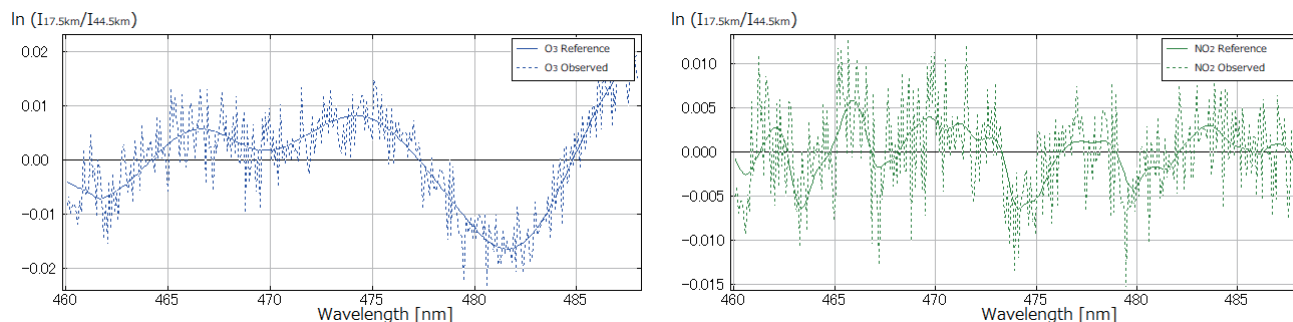 ln (I17.5km/I44.5km)
0.02
0.01
0.00
−0.01
−0.02
O3 Reference
O3 Observed
460
465
470
475
480
485
Wavelength [nm]
ln (I17.5km/I44.5km)
0.010
0.005
0.000
−0.005
−0.010
−0.015
NO2 Reference
NO2 Observed
460
465
470
475
480
485
Wavelength [nm]